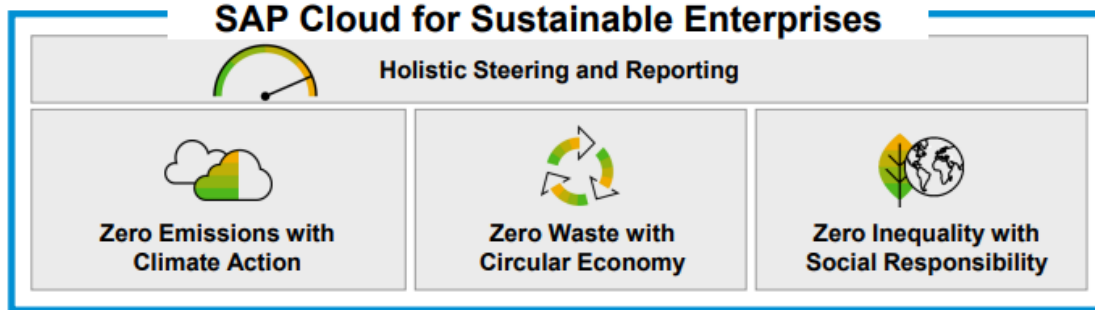 SAP Cloud for Sustainable Enterprises
Holistic Steering and Reporting
Zero Emissions with
Climate Action
Zero Waste with
Circular Economy
Zero Inequality with
Social Responsibility